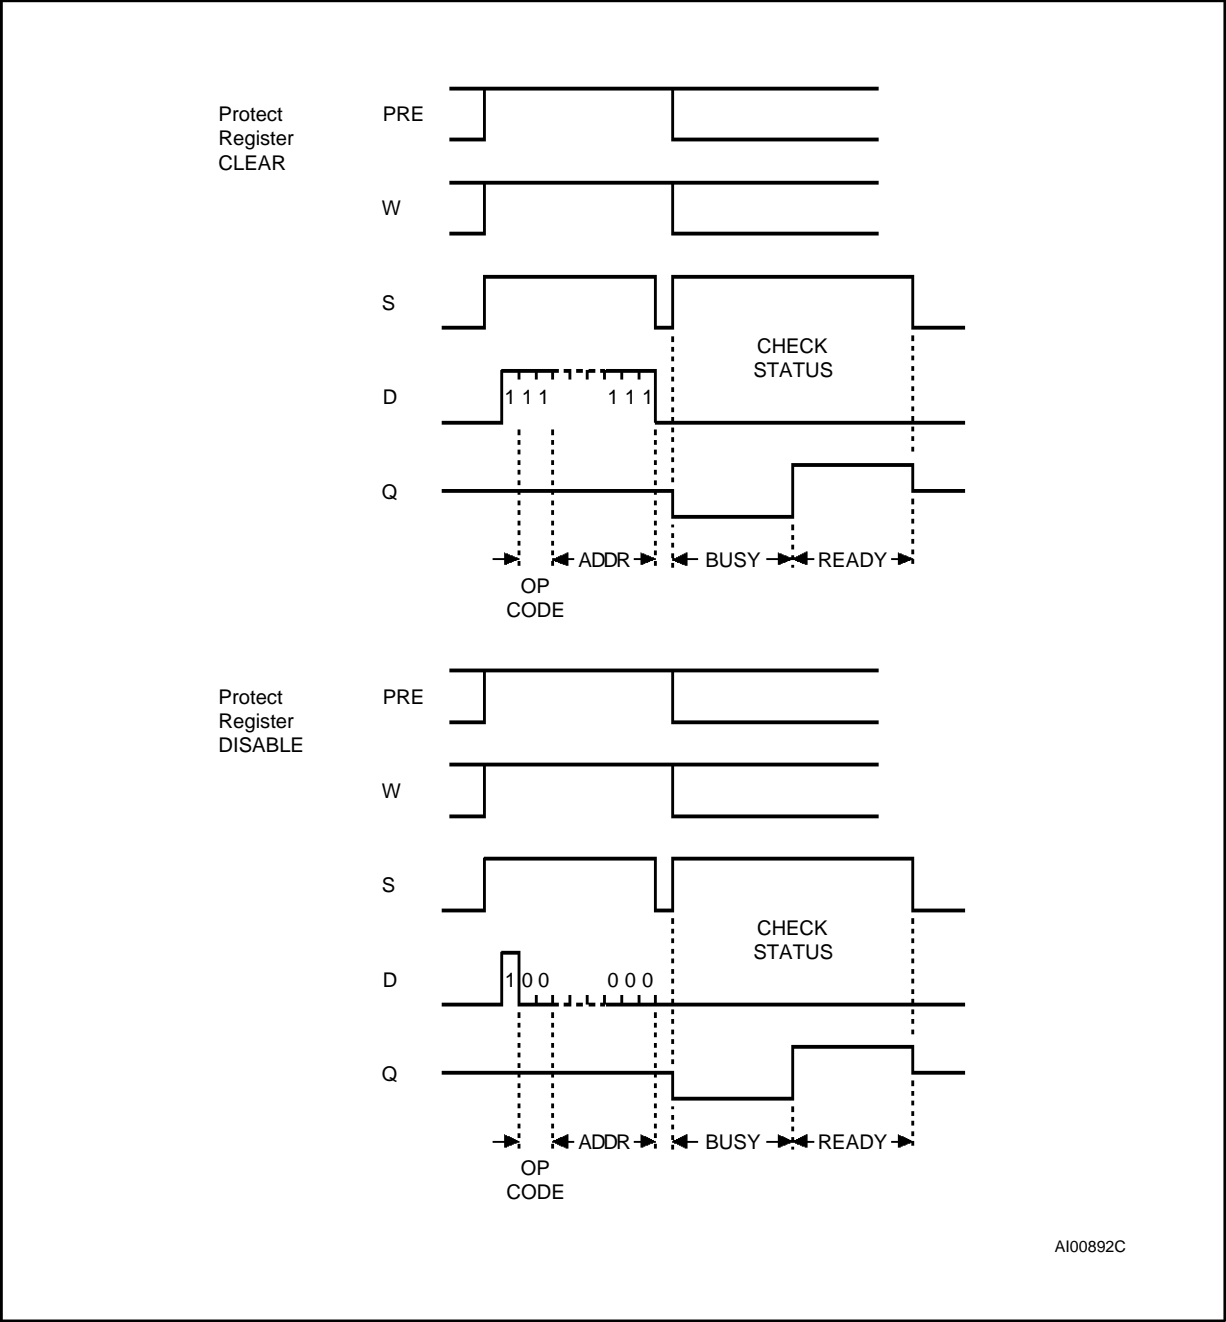 Protect
Register
CLEAR
PRE
W
S
CHECK
STATUS
D
1 1 1 1 1 1
Q
ADDR BUSY READY
OP
CODE
Protect
Register
DISABLE
PRE
W
S
CHECK
STATUS
D
1 0 0 0 0 0
Q
ADDR BUSY READY
OP
CODE
AI00892C